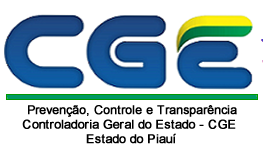 CGE
Prevenção, Controle e Transparência
Controladoria Geral do Estado - CGE
Estado do Piauí